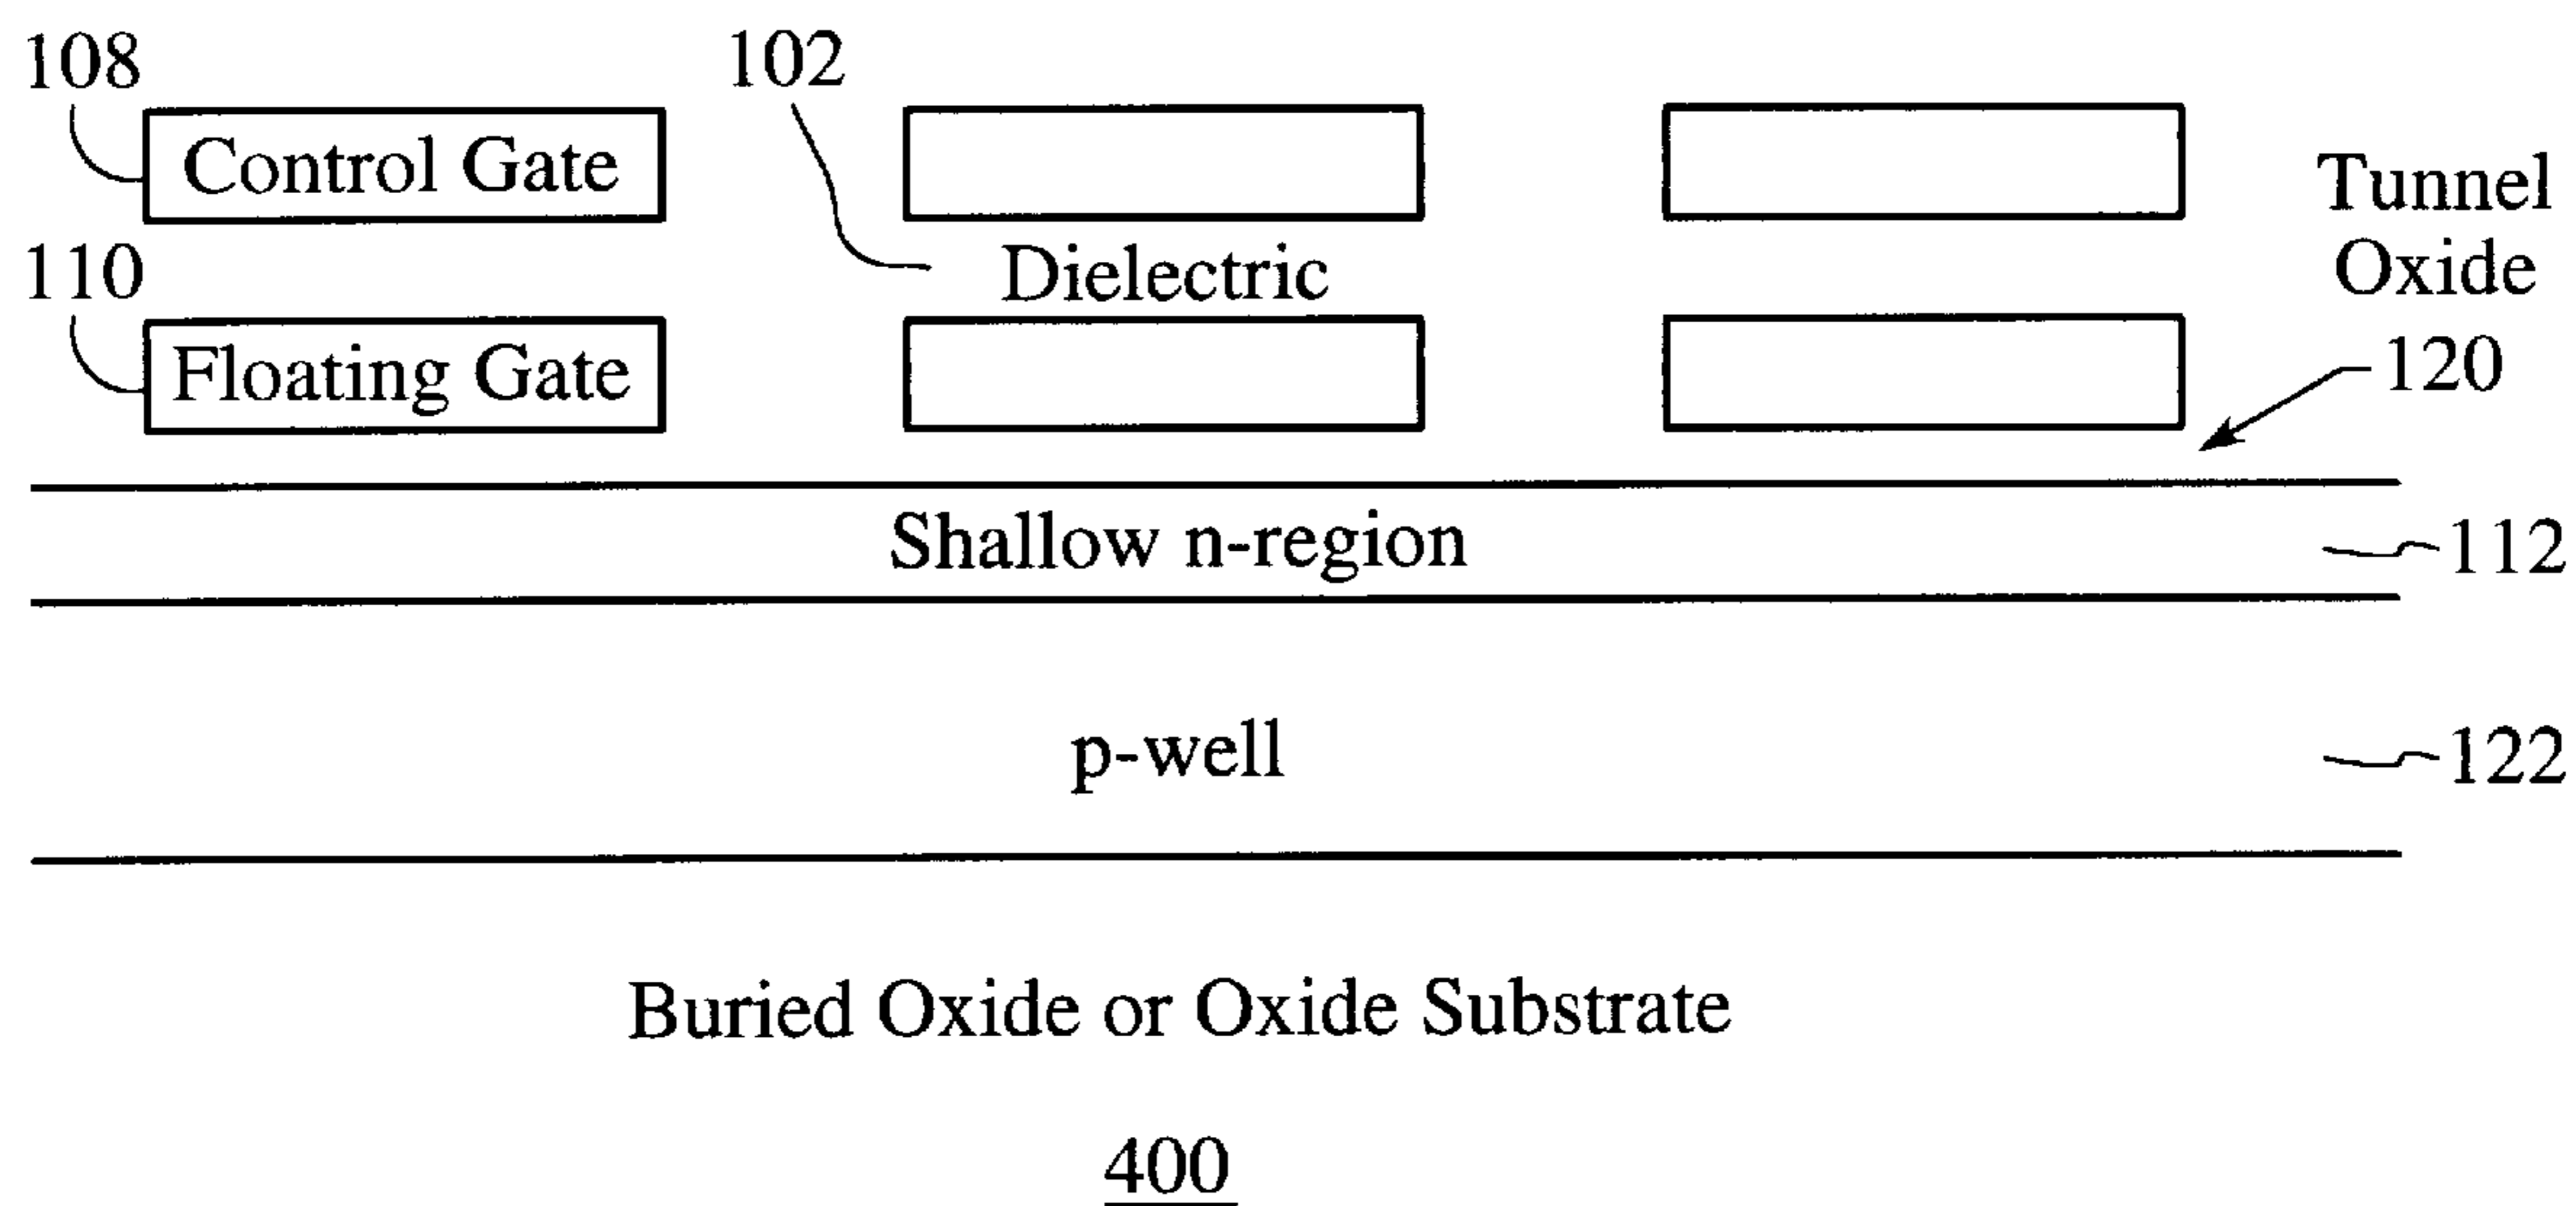 108
102
Control Gate
Tunnel
Oxide
110
Dielectric
Floating Gate
120
Shallow n-region
112
p-well
122
Buried Oxide or Oxide Substrate
400